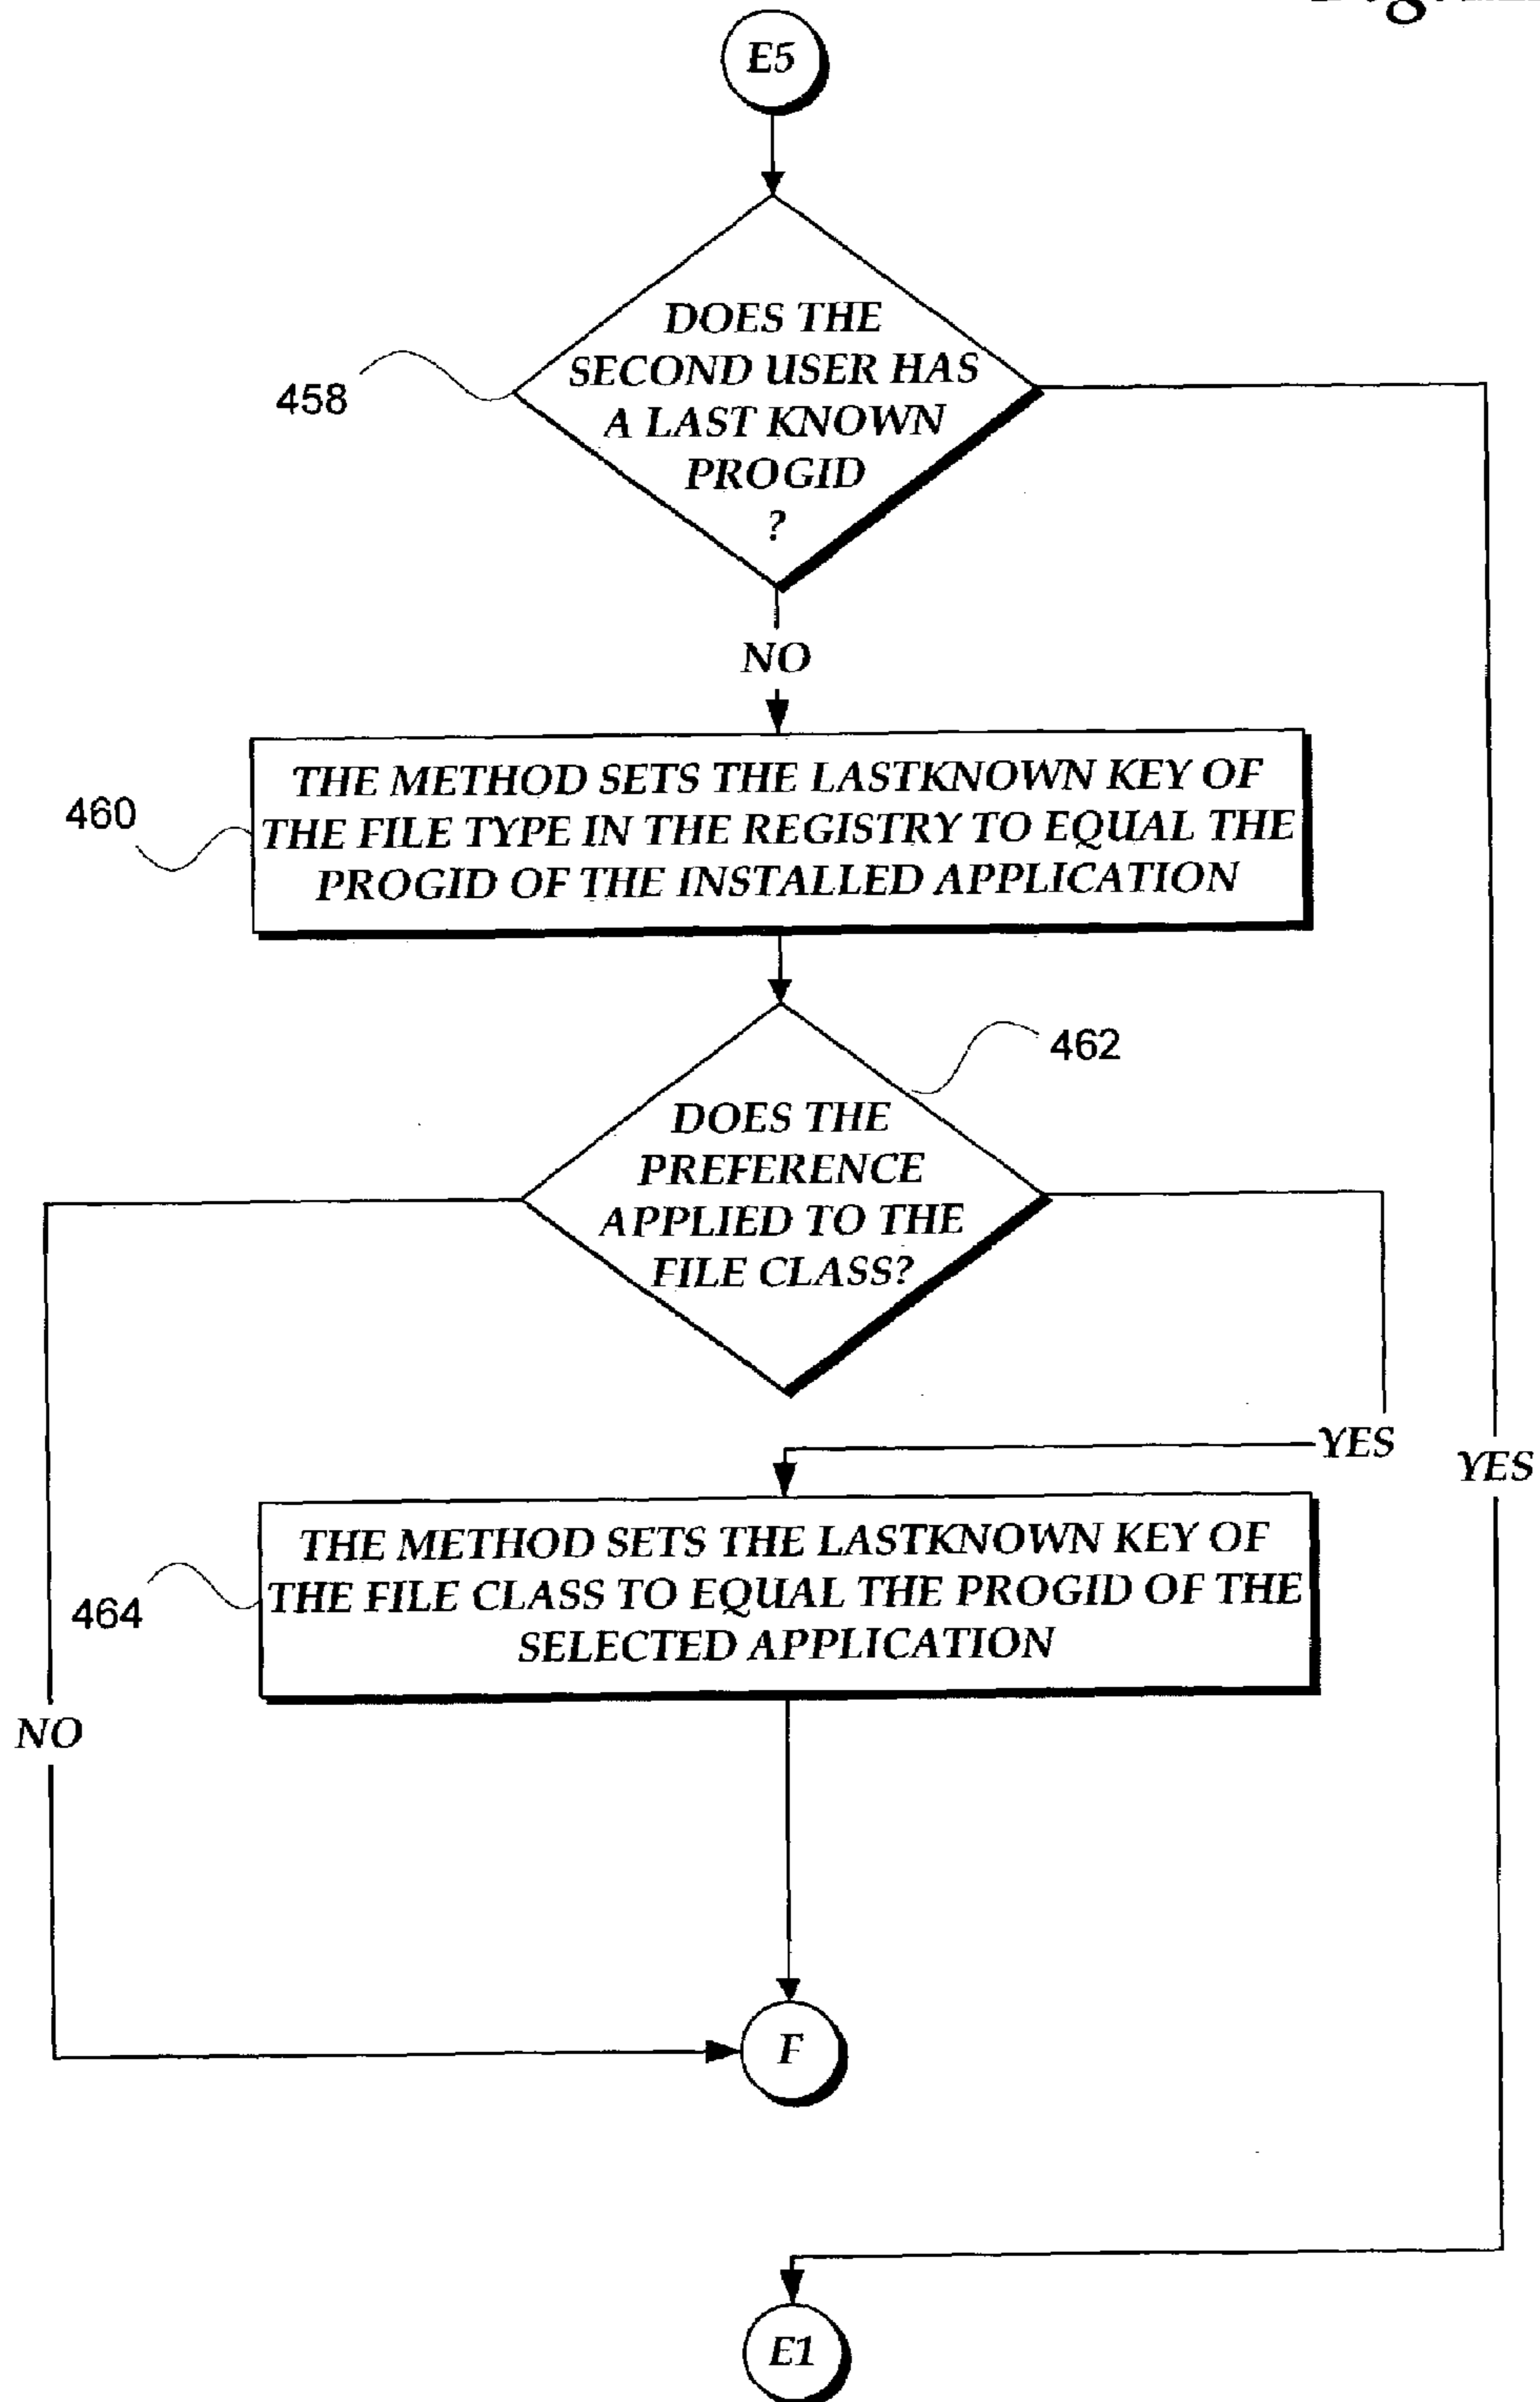 E5
DOES THE
SECOND USER HAS
A LAST KNOWN
PROGID
?
458
NO
THE METHOD SETS THE LASTKNOWN KEY OF
THE FILE TYPE IN THE REGISTRY TO EQUAL THE
PROGID OF THE INSTALLED APPLICATION
460
462
DOES THE
PREFERENCE
APPLIED TO THE
FILE CLASS?
YES
YES
THE METHOD SETS THE LASTKNOWN KEY OF
THE FILE CLASS TO EQUAL THE PROGID OF THE
SELECTED APPLICATION
464
NO
F
E1